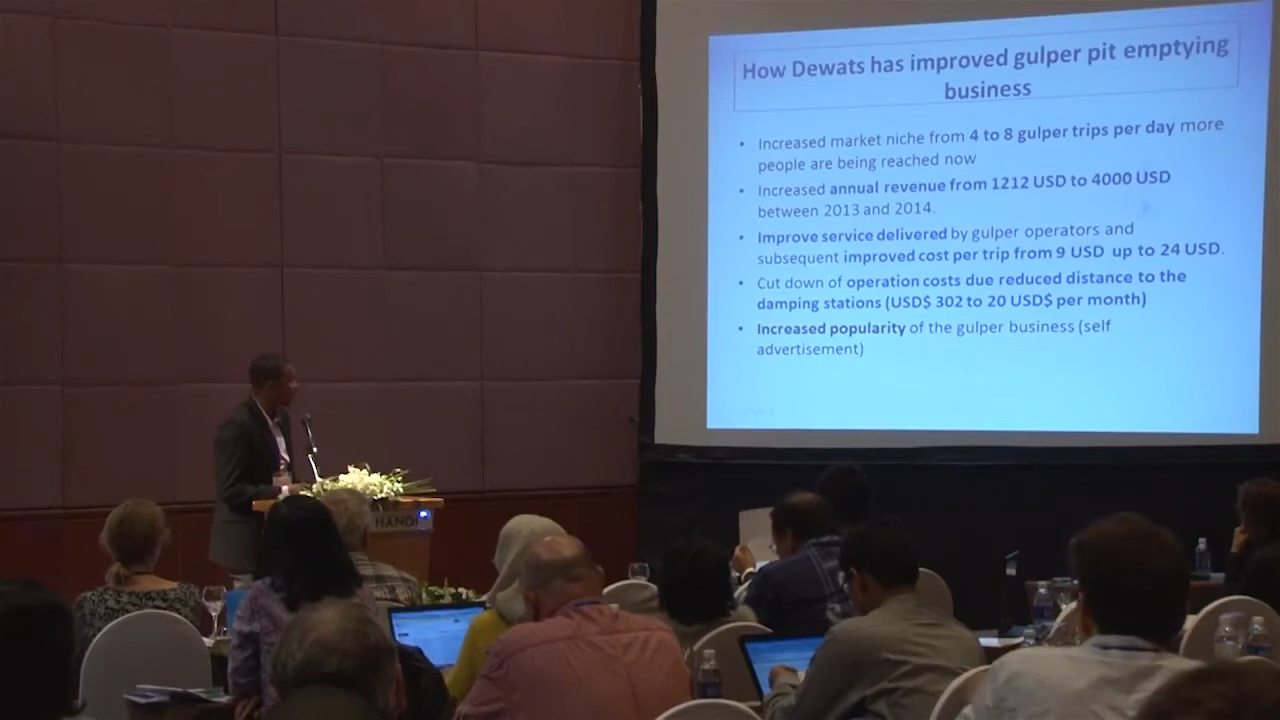 How Dewats has improved gulper pit emptying
business
• Increased market niche from 4 to 8 gulper trips per day more
people are being reached now
• Increased annual revenue from 1212 USD to 4000 USD
between 2013 and 2014.
• Improve service delivered by gulper operators and
subsequent improved cost per trip from 9 USD up to 24 USD.
• Cut down of operation costs due reduced distance to the
damping stations (USD$ 302 to 20 USD$ per month)
• Increased popularity of the gulper business (self
advertisement)
HANOI